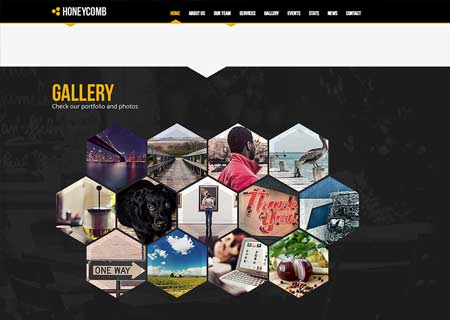 HONEYCOMB
HOME ABOUT US OUR TEAM SERVICES GALLERY EVENTS STATS NEWS CONTACT
GALLERY
Check our portfolio and photos
Thank
You!
ONE WAY